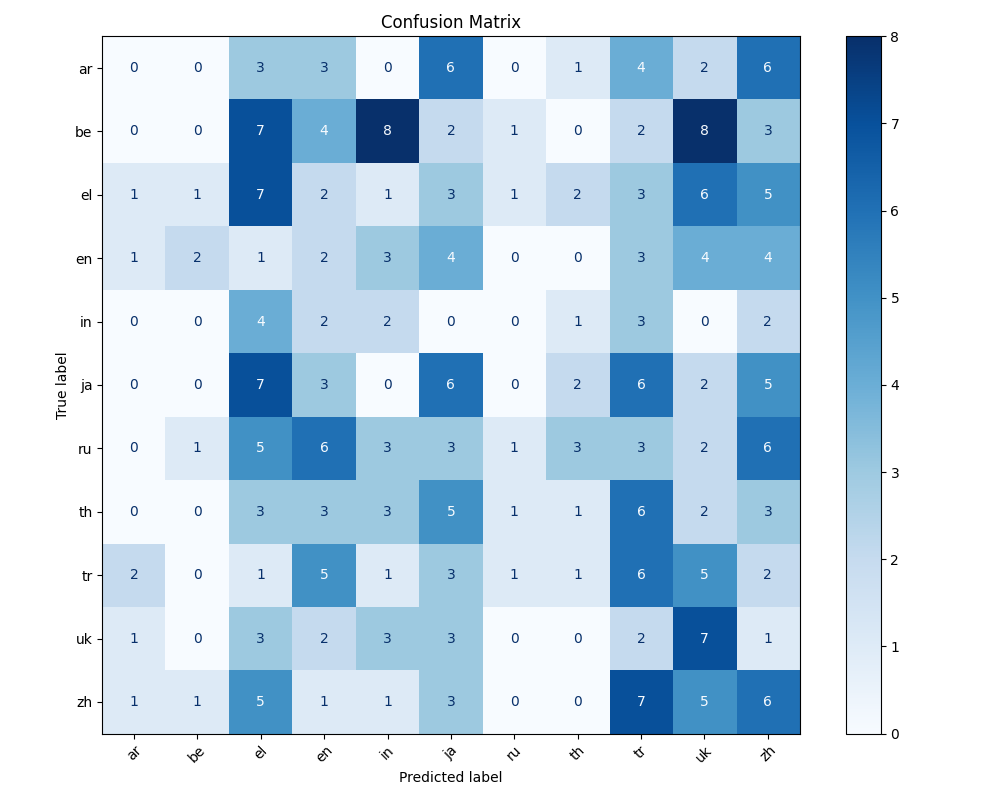 Confusion Matrix
ar 0 0 3 3 0 6 0 1 4 2 6
be 0 0 7 4 8 2 1 0 2 8 3
el 1 1 7 2 1 3 1 2 3 6 5
en 1 2 1 2 3 4 0 0 3 4 4
in 0 0 4 2 2 0 0 1 3 0 2
ja 0 0 7 3 0 6 0 2 6 2 5
ru 0 1 5 6 3 3 1 3 3 2 6
th 0 0 3 3 3 5 1 1 6 2 3
tr 2 0 1 5 1 3 1 1 6 5 2
uk 1 0 3 2 3 3 0 0 2 7 1
zh 1 1 5 1 1 3 0 0 7 5 6
ar be el en in ja ru th tr uk zh
Predicted label
True label
8
7
6
5
4
3
2
1
0